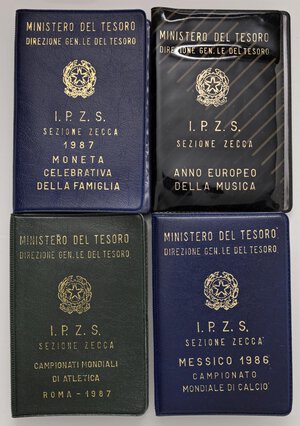 MINISTERO DEL TESORO
DIREZIONE GEN.LE DEL TESORO
I.P.Z.S.
SEZIONE ZECCA
1987
MONETA
CELEBRATIVA
DELLA FAMIGLIA
MINISTERO DEL TESORO
DIREZIONE GEN.LE DEL TESORO
I.P.Z.S.
SEZIONE ZECCA
ANNO EUROPEO
DELLA MUSICA
MINISTERO DEL TESORO
DIREZIONE GEN.LE DEL TESORO
I.P.Z.S.
SEZIONE ZECCA
CAMPIONATI MONDIALI
DI ATLETICA
ROMA - 1987
MINISTERO DEL TESORO
DIREZIONE GEN.LE DEL TESORO
I.P.Z.S.
SEZIONE ZECCA
MESSICO 1986
CAMPIONATO
MONDIALE DI CALCIO